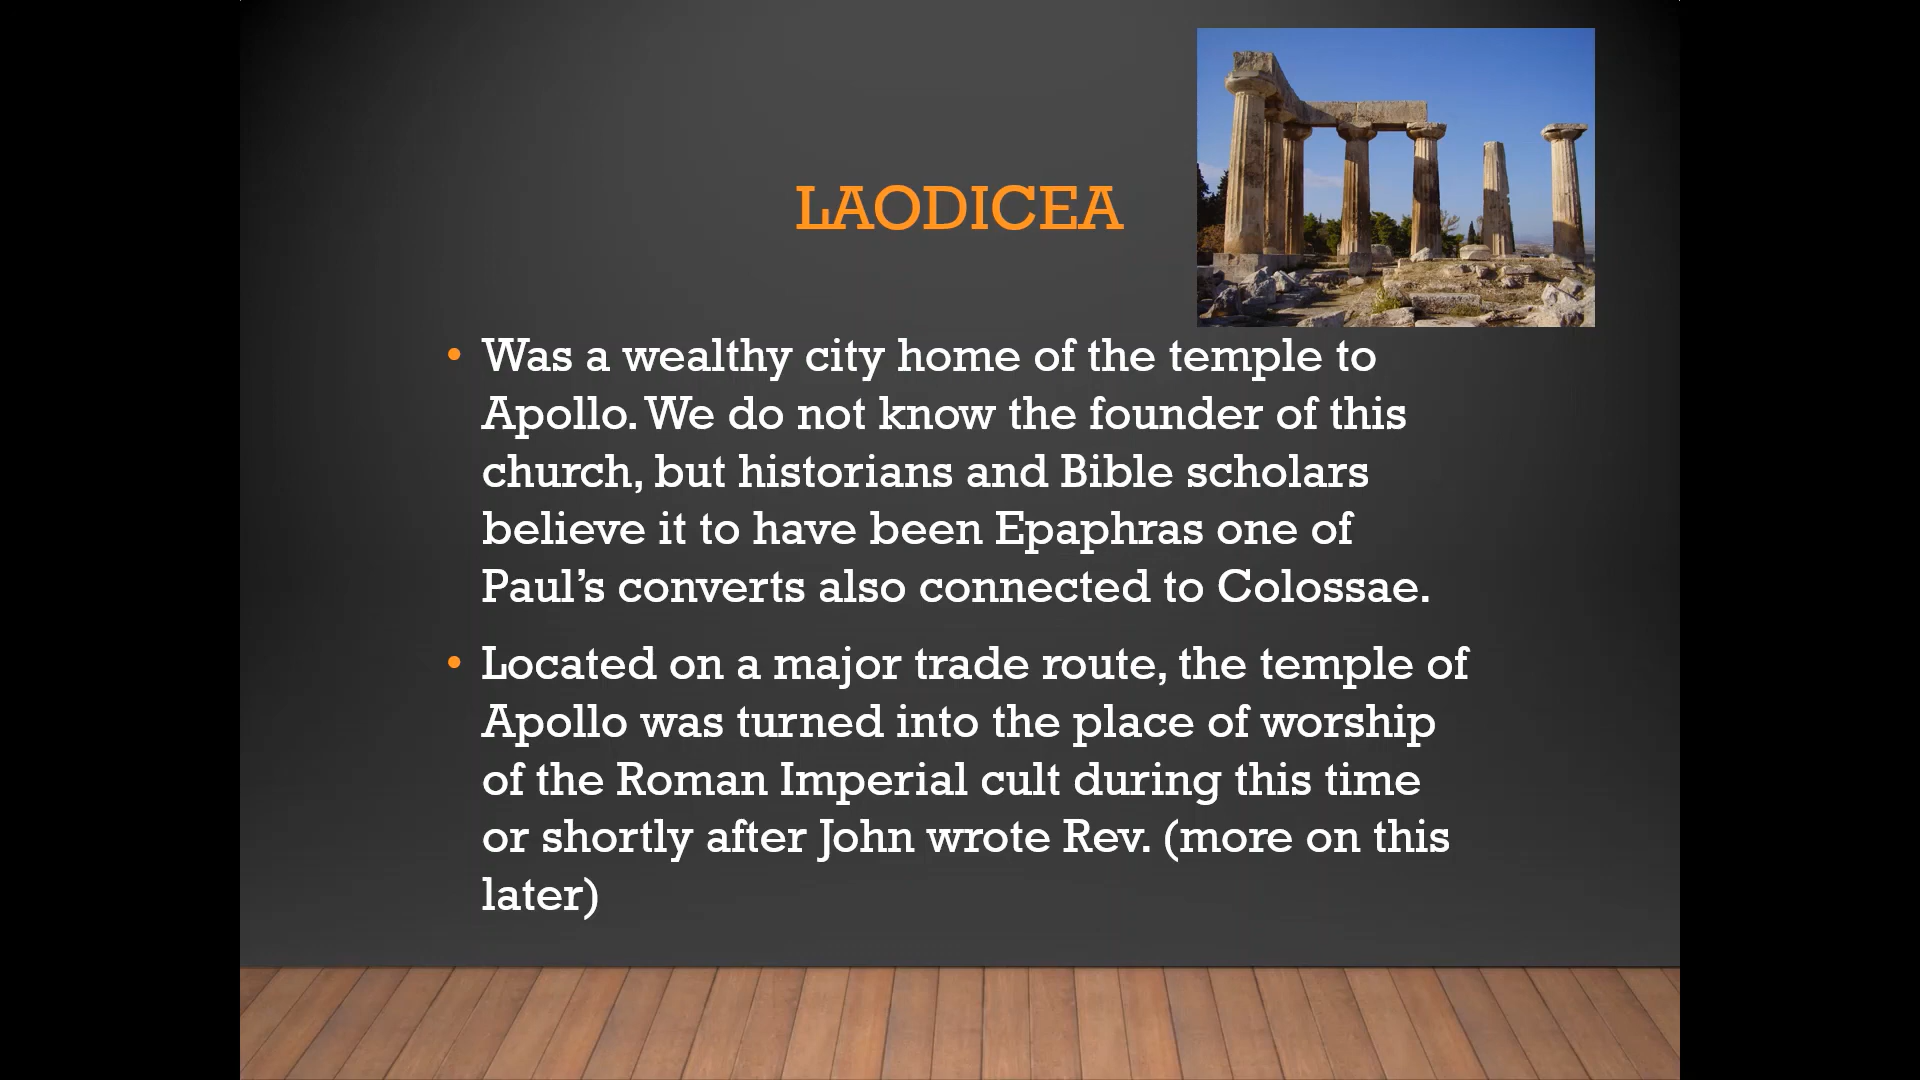 LAODICEA
• Was a wealthy city home of the temple to
Apollo. We do not know the founder of this
church, but historians and Bible scholars
believe it to have been Epaphras one of
Paul’s converts also connected to Colossae.
• Located on a major trade route, the temple of
Apollo was turned into the place of worship
of the Roman Imperial cult during this time
or shortly after John wrote Rev. (more on this
later)